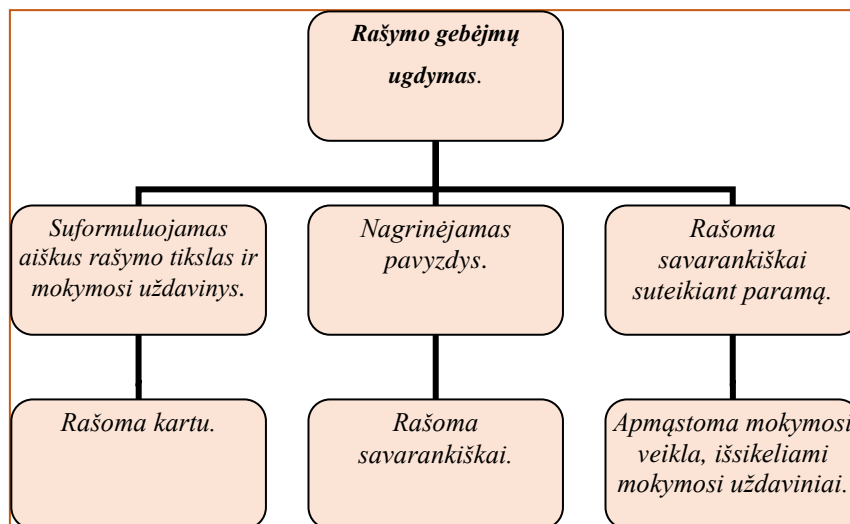 Rašymo gebėjmų
ugdymas.
Suformuluojamas
aiškus rašymo tikslas ir
mokymosi uždavinys.
Nagrinėjamas
pavyzdys.
Rašoma
savarankiškai
suteikiant paramą.
Rašoma kartu.
Rašoma
savarankiškai.
Apmąstoma mokymosi
veikla, išsikeliami
mokymosi uždaviniai.